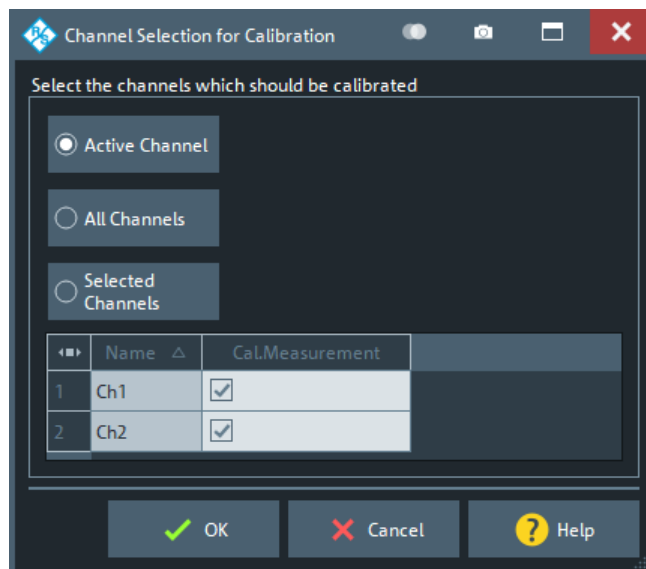 R&S Channel Selection for Calibration
Select the channels which should be calibrated
Active Channel
All Channels
Selected
Channels
Name Cal.Measurement
1 Ch1
2 Ch2
OK Cancel ? Help